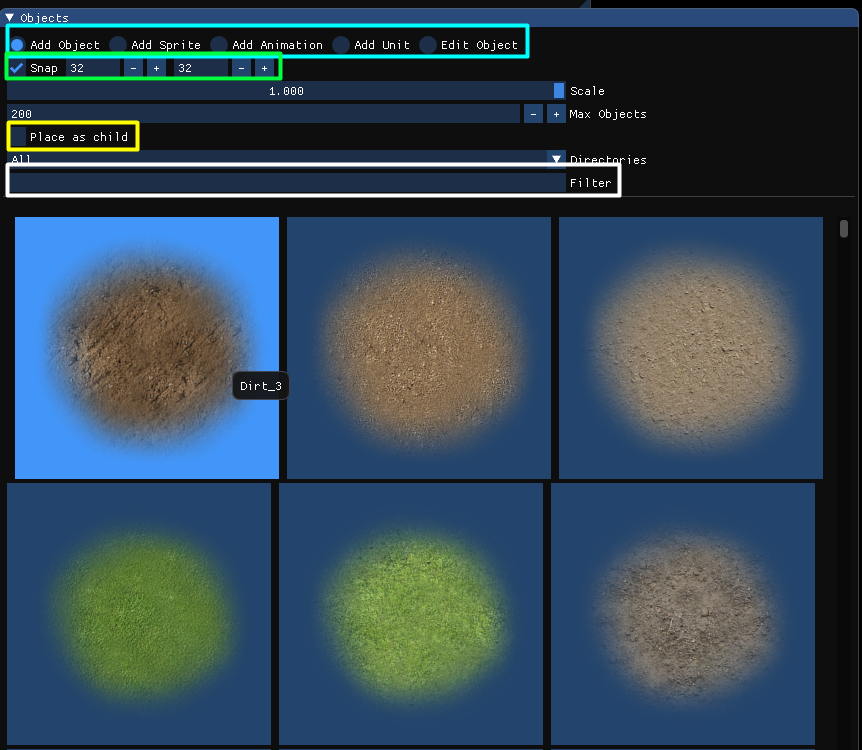 Objects
Add Object Add Sprite Add Animation Add Unit Edit Object
Snap 32 - + 32 - +
1.000 Scale
200 - + Max Objects
Place as child
All Directories
Filter
Dirt_3